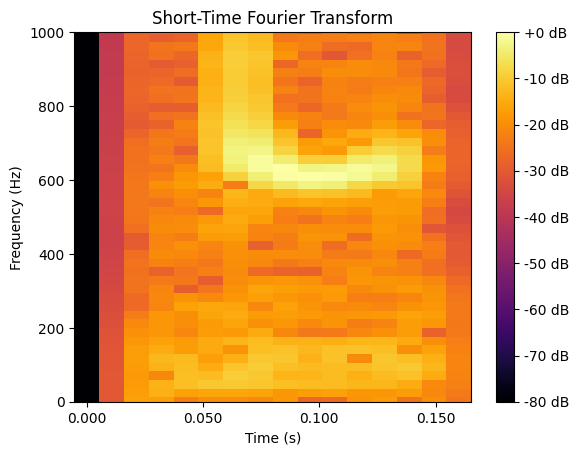 Short-Time Fourier Transform
1000
800
600
400
200
0
Frequency (Hz)
0.000
0.050
0.100
0.150
Time (s)
+0 dB
-10 dB
-20 dB
-30 dB
-40 dB
-50 dB
-60 dB
-70 dB
-80 dB